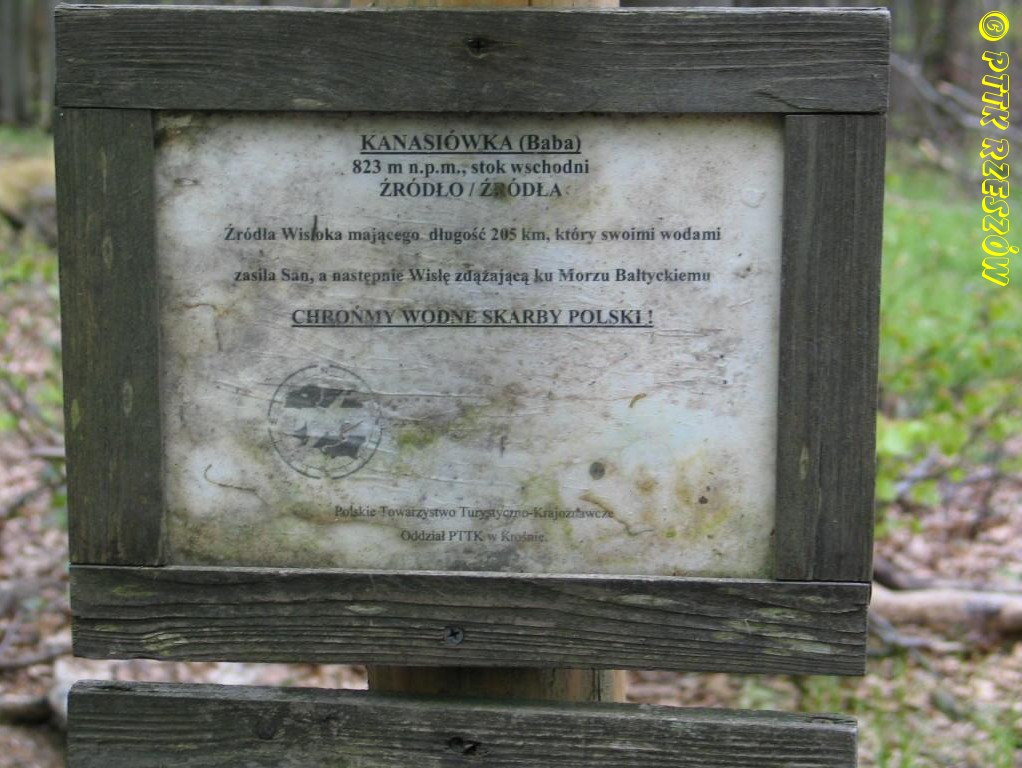 KANASIÓWKA (Baba)
823 m n.p.m., stok wschodni
ŹRÓDŁO / ŹRÓDŁA
Źródła Wisłoka mającego długość 205 km, który swoimi wodami
zasila San, a następnie Wisłę zdążającą ku Morzu Bałtyckiemu
CHROŃMY WODNE SKARBY POLSKI !
Polskie Towarzystwo Turystyczno-Krajoznawcze
Oddział PTTK w Krośnie.
© PTTK RZESZÓW